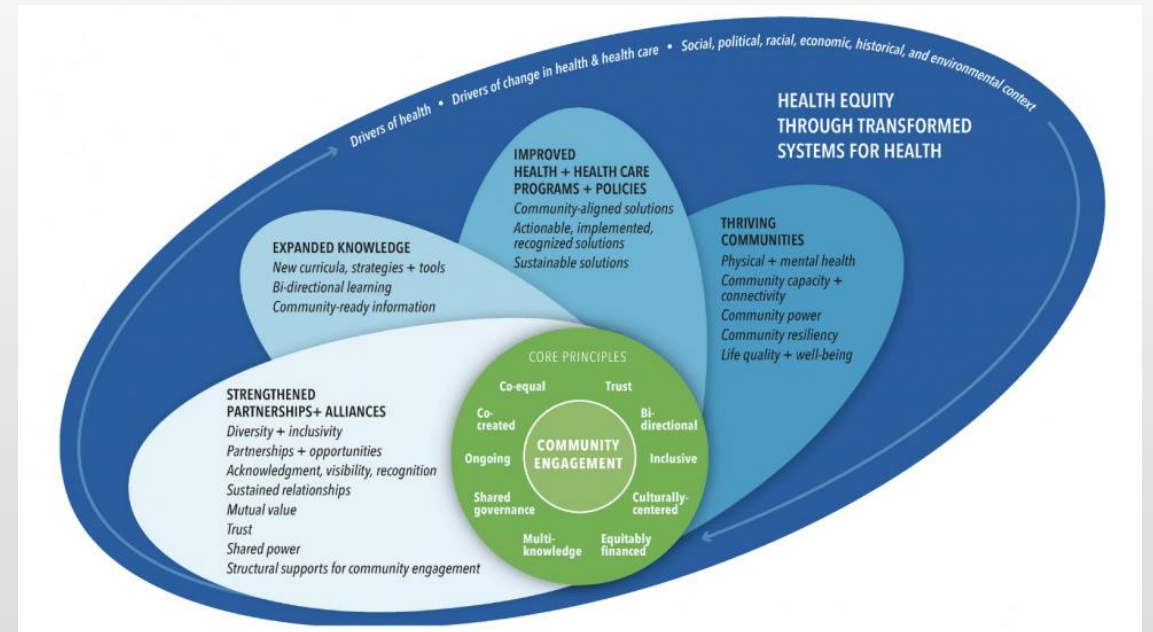 Drivers of health • Drivers of change in health & health care • Social, political, racial, economic, historical, and environmental context
HEALTH EQUITY
THROUGH TRANSFORMED
SYSTEMS FOR HEALTH
IMPROVED
HEALTH + HEALTH CARE
PROGRAMS + POLICIES
Community-aligned solutions
Actionable, implemented,
recognized solutions
Sustainable solutions
THRIVING
COMMUNITIES
Physical + mental health
Community capacity +
connectivity
Community power
Community resiliency
Life quality + well-being
EXPANDED KNOWLEDGE
New curricula, strategies + tools
Bi-directional learning
Community-ready information
STRENGTHENED
PARTNERSHIPS+ ALLIANCES
Diversity + inclusivity
Partnerships + opportunities
Acknowledgment, visibility, recognition
Sustained relationships
Mutual value
Trust
Shared power
Structural supports for community engagement
CORE PRINCIPLES
Co-equal
Trust
Co-
created
Bi-
directional
Ongoing
COMMUNITY
ENGAGEMENT
Inclusive
Shared
governance
Culturally-
centered
Multi-
knowledge
Equitably
financed